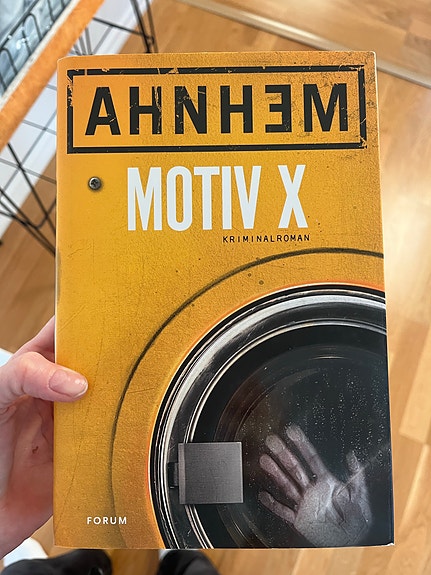 AHNHEM
MOTIV X
KRIMINALROMAN
FORUM